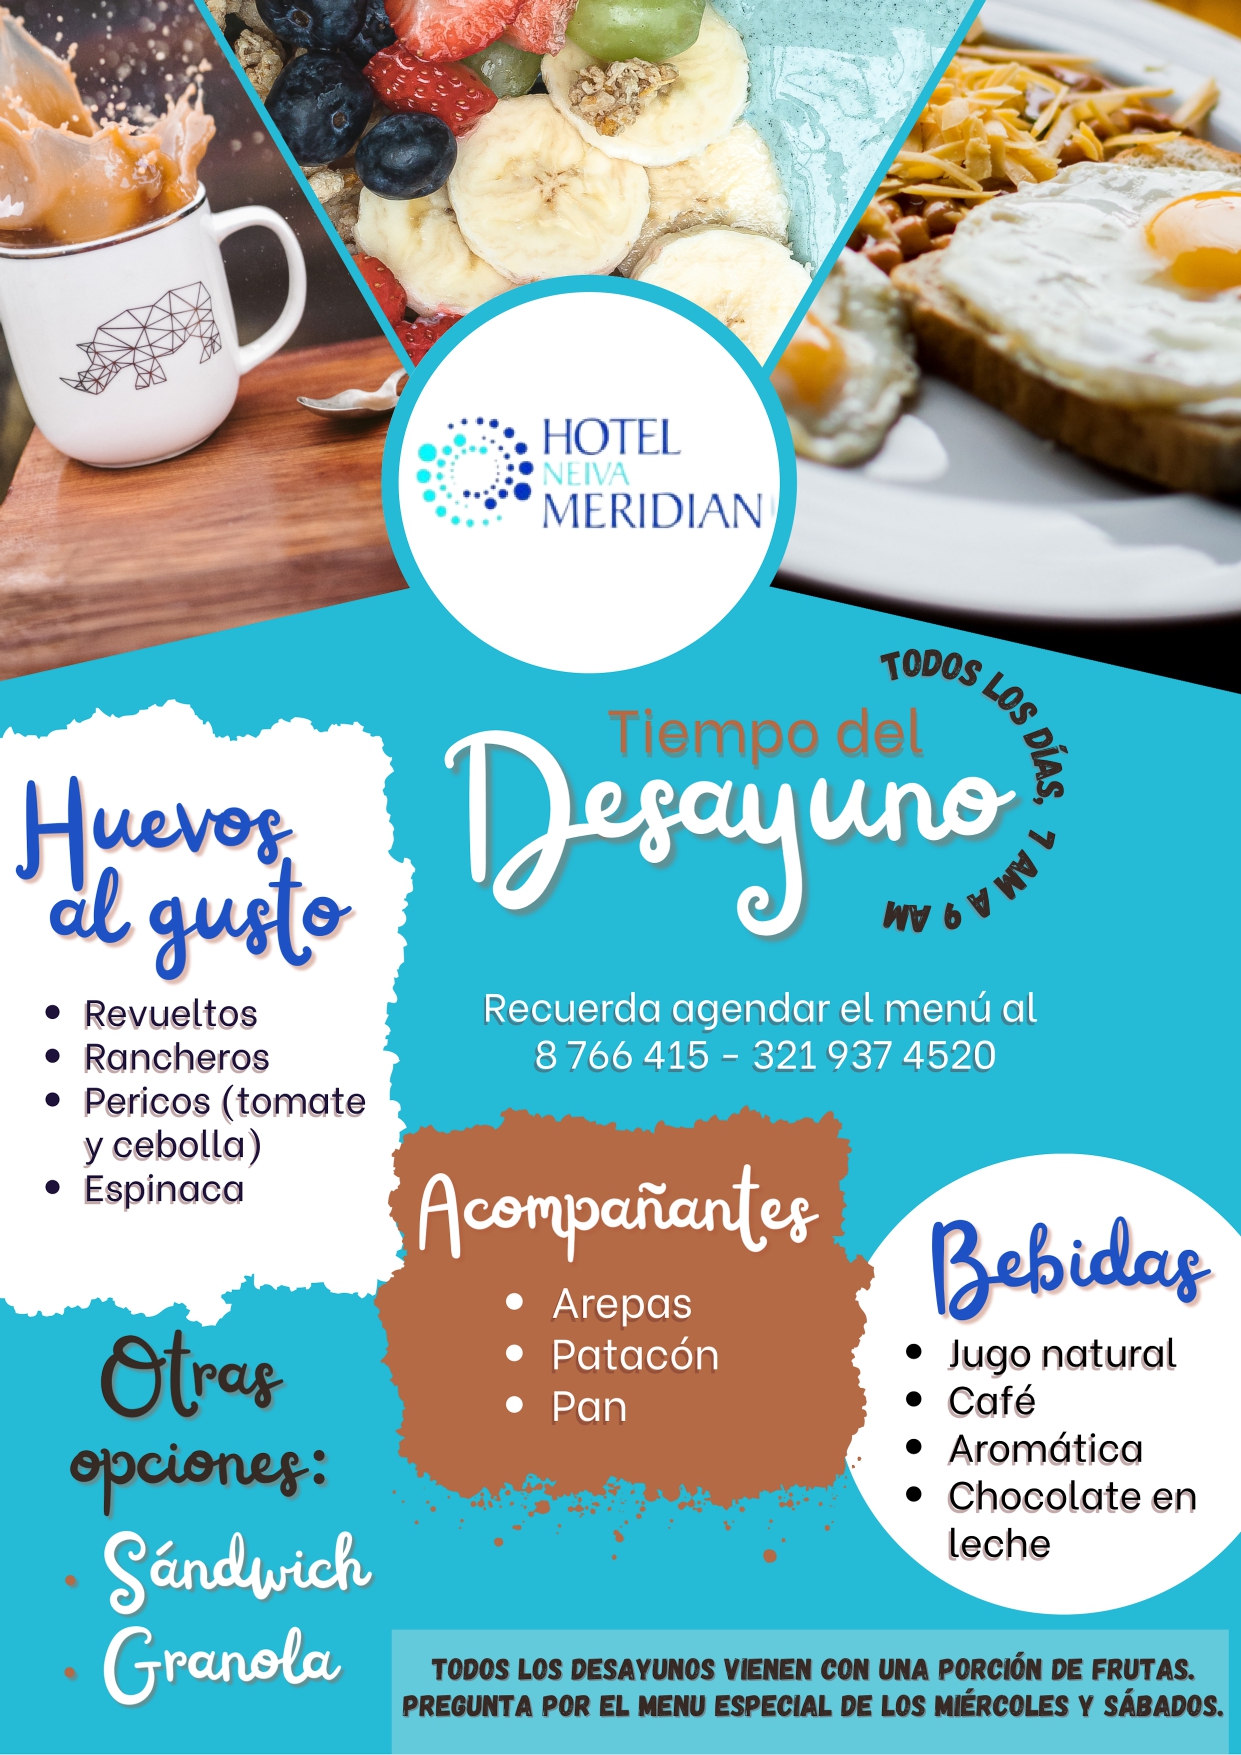 HOTEL
NEIVA
MERIDIAN
Tiempo del
Desayuno
TODOS LOS DÍAS, 7 AM A 9 AM
Recuerda agendar el menú al
8 766 415 - 321 937 4520
Huevos
al gusto
• Revueltos
• Rancheros
• Pericos (tomate
y cebolla)
• Espinaca
Acompañantes
• Arepas
• Patacón
• Pan
Bebidas
• Jugo natural
• Café
• Aromática
• Chocolate en
leche
Otras
opciones:
• Sándwich
• Granola
TODOS LOS DESAYUNOS VIENEN CON UNA PORCIÓN DE FRUTAS.
PREGUNTA POR EL MENU ESPECIAL DE LOS MIÉRCOLES Y SÁBADOS.